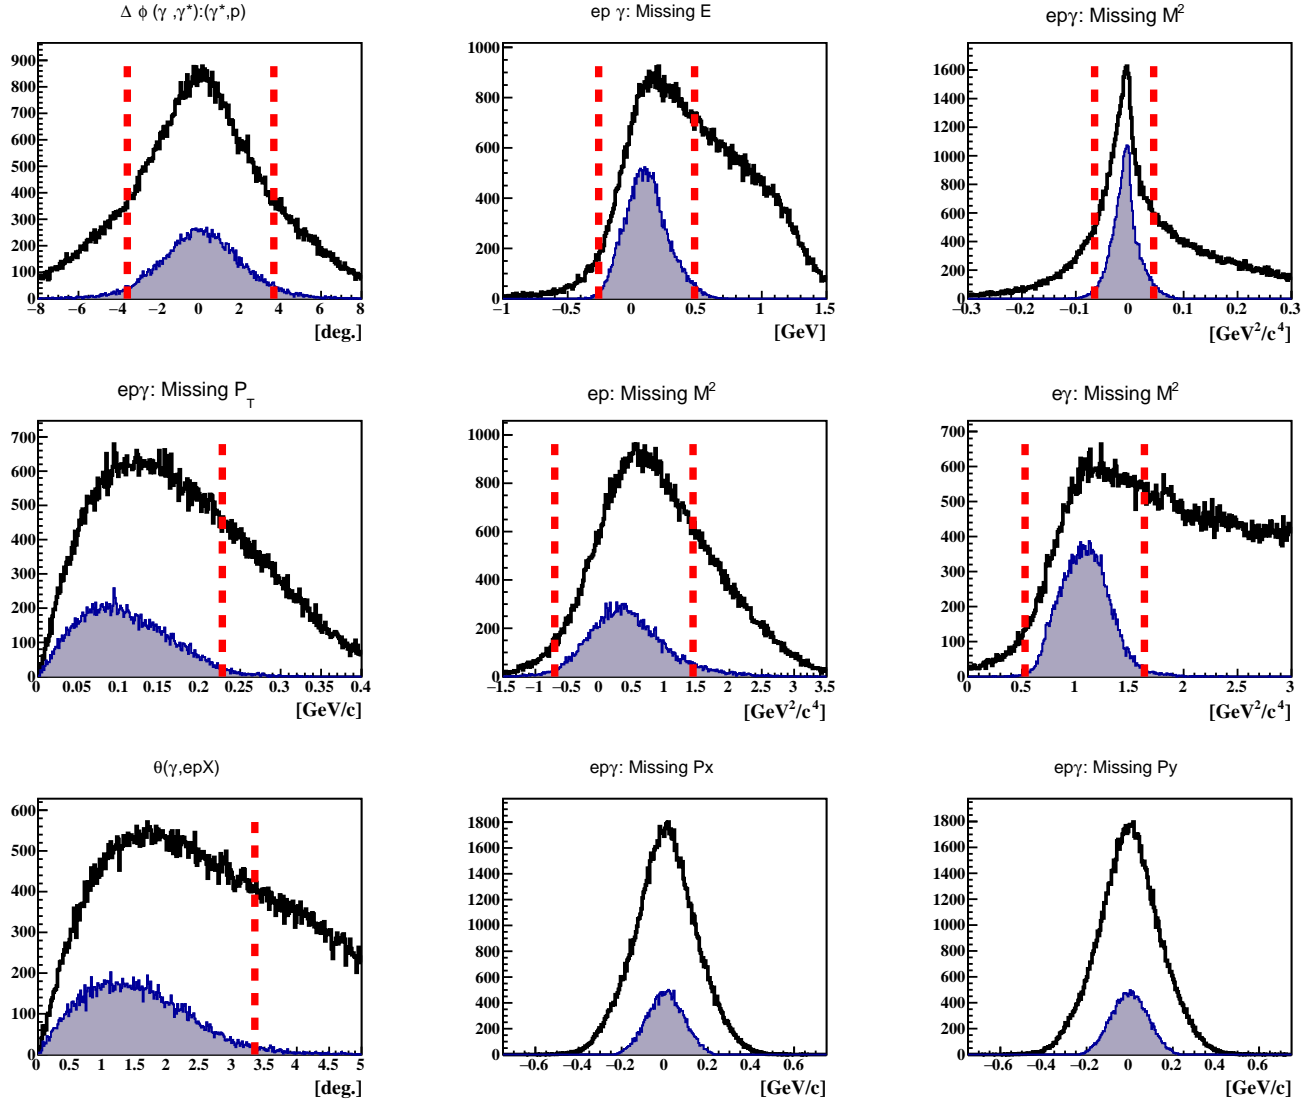 Δ ϕ (γ ,γ*):(γ*,p)
900
800
700
600
500
400
300
200
100
0
−8 −6 −4 −2 0 2 4 6 8
[deg.]
ep γ: Missing E
1000
800
600
400
200
0
−1 −0.5 0 0.5 1 1.5
[GeV]
epγ: Missing M²
1600
1400
1200
1000
800
600
400
200
0
−0.3 −0.2 −0.1 0 0.1 0.2 0.3
[GeV²/c⁴]
epγ: Missing P_T
700
600
500
400
300
200
100
0
0 0.05 0.1 0.15 0.2 0.25 0.3 0.35 0.4
[GeV/c]
ep: Missing M²
1000
800
600
400
200
0
−1.5 −1 −0.5 0 0.5 1 1.5 2 2.5 3 3.5
[GeV²/c⁴]
eγ: Missing M²
700
600
500
400
300
200
100
0
0 0.5 1 1.5 2 2.5 3
[GeV²/c⁴]
θ(γ,epX)
600
500
400
300
200
100
0
0 0.5 1 1.5 2 2.5 3 3.5 4 4.5 5
[deg.]
epγ: Missing Px
1800
1600
1400
1200
1000
800
600
400
200
0
−0.6 −0.4 −0.2 0 0.2 0.4 0.6
[GeV/c]
epγ: Missing Py
1800
1600
1400
1200
1000
800
600
400
200
0
−0.6 −0.4 −0.2 0 0.2 0.4 0.6
[GeV/c]